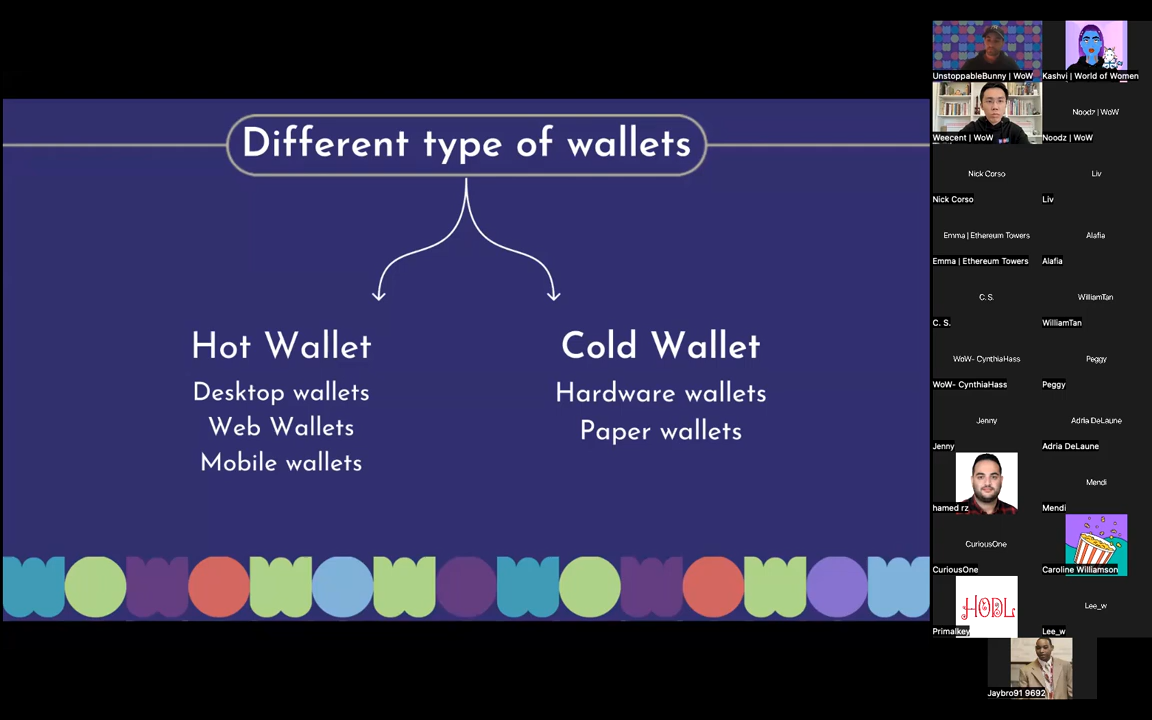 Different type of wallets
Hot Wallet
Desktop wallets
Web Wallets
Mobile wallets
Cold Wallet
Hardware wallets
Paper wallets
UnstoppableBunny | WoW
Kashvi | World of Women
Weecent | WoW
Noodz | WoW
Noodz | WoW
Nick Corso
Nick Corso
Liv
Liv
Emma | Ethereum Towers
Emma | Ethereum Towers
Alafia
Alafia
C. S.
C. S.
WilliamTan
WilliamTan
WoW- CynthiaHass
WoW- CynthiaHass
Peggy
Peggy
Jenny
Jenny
Adria DeLaune
Adria DeLaune
hamed rz
Mendi
Mendi
CuriousOne
CuriousOne
Caroline Williamson
HODL
Primalkey
Lee_w
Lee_w
Jaybro91 9692